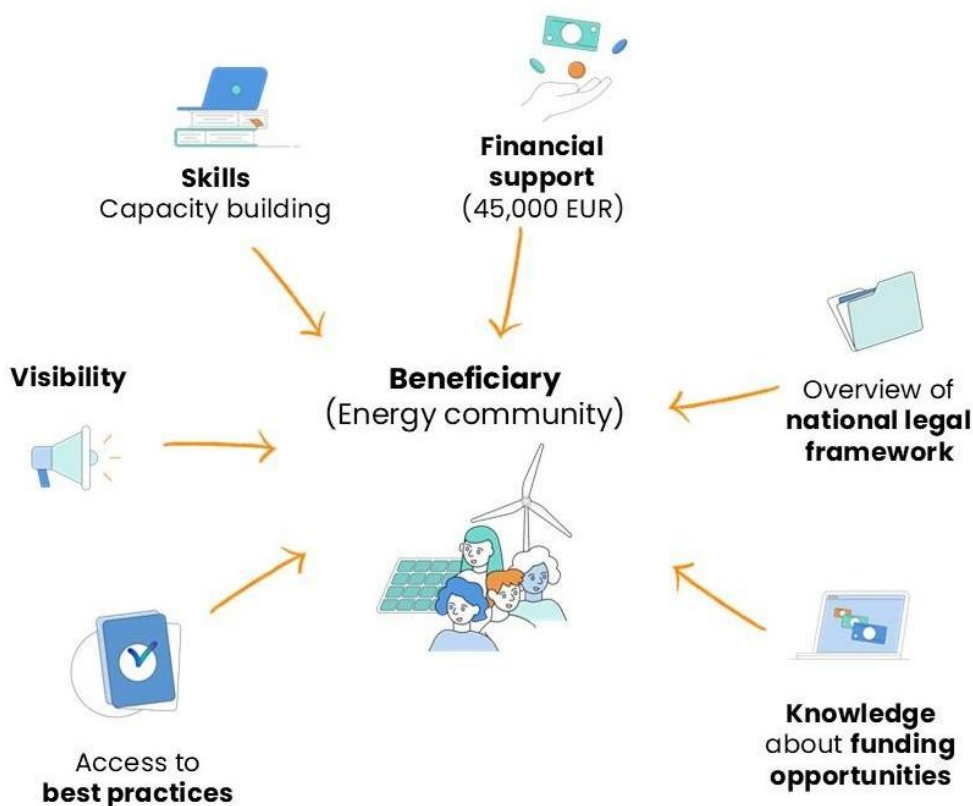 Skills
Capacity building
Financial
support
(45,000 EUR)
Visibility
Beneficiary
(Energy community)
Overview of
national legal
framework
Access to
best practices
Knowledge
about funding
opportunities